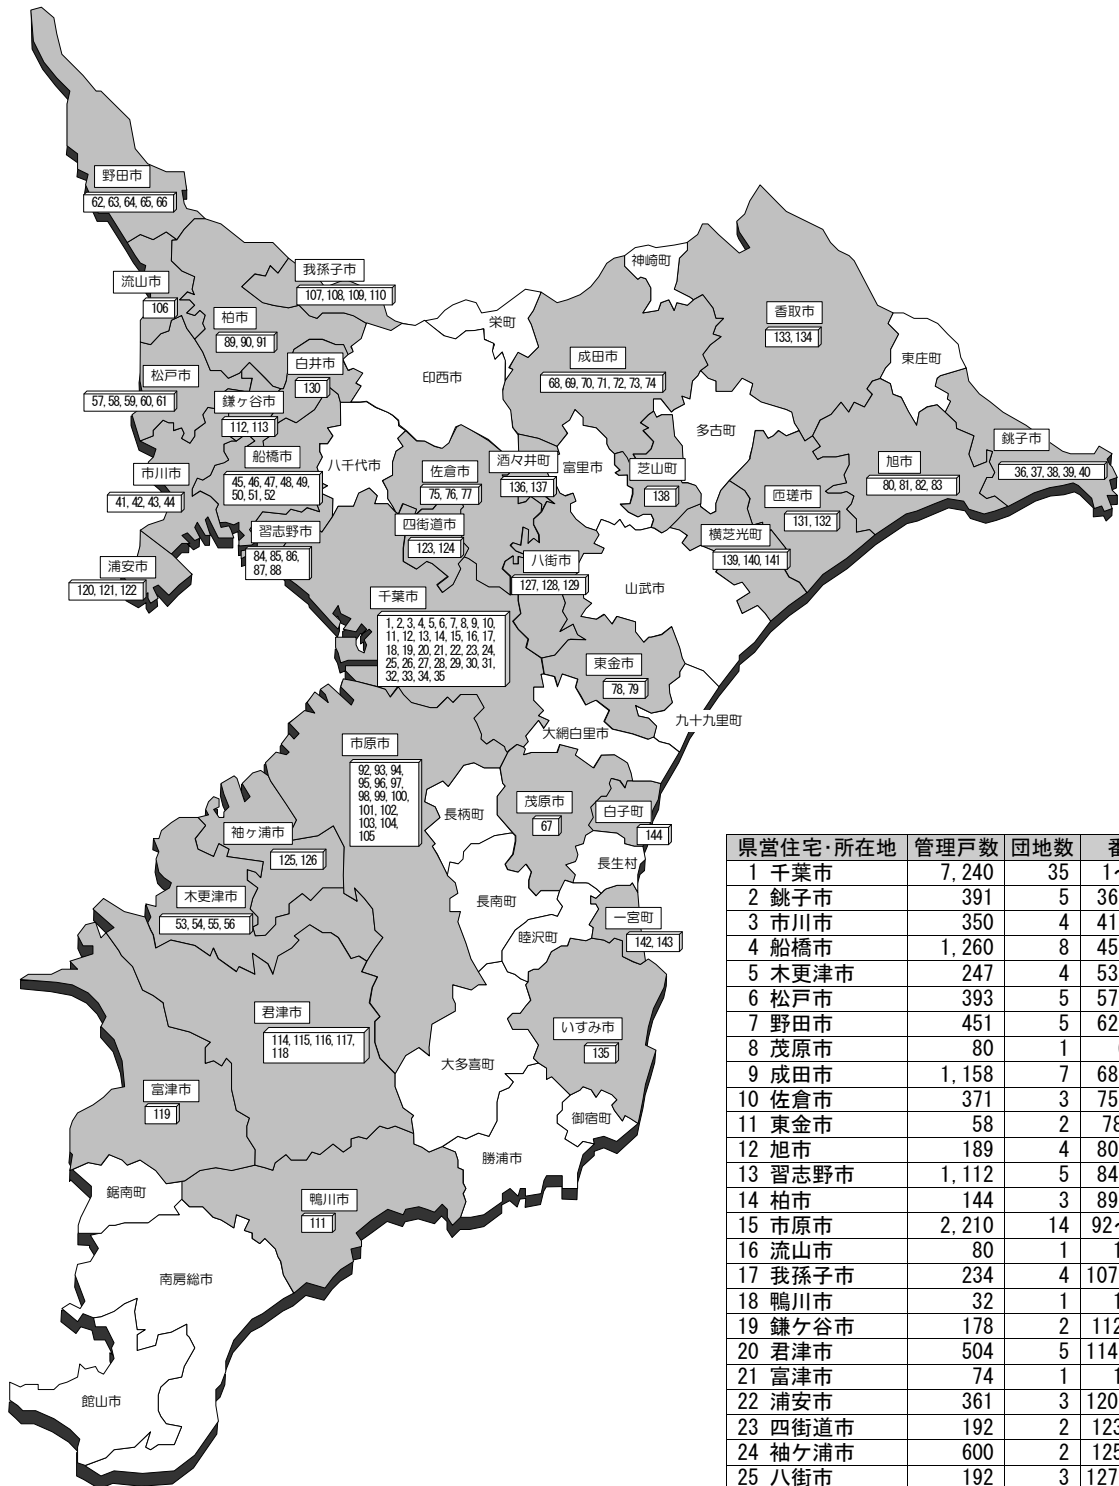 野田市
62, 63, 64, 65, 66
流山市
106
我孫子市
107, 108, 109, 110
柏市
89, 90, 91
松戸市
57, 58, 59, 60, 61
白井市
130
鎌ヶ谷市
112, 113
市川市
41, 42, 43, 44
船橋市
45, 46, 47, 48, 49,
50, 51, 52
習志野市
84, 85, 86,
87, 88
浦安市
120, 121, 122
八千代市
印西市
栄町
神崎町
成田市
68, 69, 70, 71, 72, 73, 74
香取市
133, 134
東庄町
多古町
銚子市
36, 37, 38, 39, 40
旭市
80, 81, 82, 83
匝瑳市
131, 132
佐倉市
75, 76, 77
酒々井町
136, 137
富里市
芝山町
138
横芝光町
139, 140, 141
四街道市
123, 124
八街市
127, 128, 129
山武市
千葉市
1, 2, 3, 4, 5, 6, 7, 8, 9, 10,
11, 12, 13, 14, 15, 16, 17,
18, 19, 20, 21, 22, 23, 24,
25, 26, 27, 28, 29, 30, 31,
32, 33, 34, 35
東金市
78, 79
九十九里町
大網白里市
市原市
92, 93, 94,
95, 96, 97,
98, 99, 100,
101, 102,
103, 104,
105
長柄町
茂原市
67
白子町
144
長生村
袖ヶ浦市
125, 126
木更津市
53, 54, 55, 56
長南町
睦沢町
一宮町
142, 143
君津市
114, 115, 116, 117,
118
いすみ市
135
大多喜町
富津市
119
御宿町
勝浦市
鋸南町
鴨川市
111
南房総市
館山市
県営住宅・所在地 管理戸数 団地数
1 千葉市 7,240 35 1~
2 銚子市 391 5 36
3 市川市 350 4 41
4 船橋市 1,260 8 45
5 木更津市 247 4 53
6 松戸市 393 5 57
7 野田市 451 5 62
8 茂原市 80 1
9 成田市 1,158 7 68
10 佐倉市 371 3 75
11 東金市 58 2 78
12 旭市 189 4 80
13 習志野市 1,112 5 84
14 柏市 144 3 89
15 市原市 2,210 14 92~
16 流山市 80 1 1
17 我孫子市 234 4 107
18 鴨川市 32 1 1
19 鎌ケ谷市 178 2 112
20 君津市 504 5 114
21 富津市 74 1 1
22 浦安市 361 3 120
23 四街道市 192 2 123
24 袖ケ浦市 600 2 125
25 八街市 192 3 127